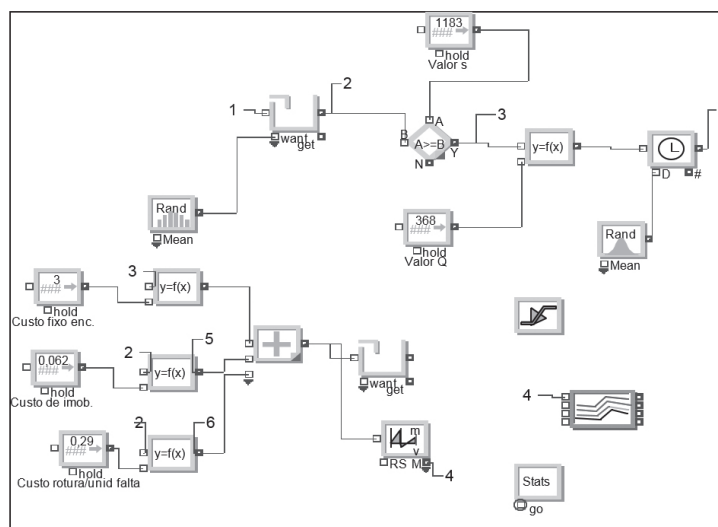 1183
###
hold
Valor s
2
1
A
3
want
get
B
A>=B
Y
y=f(x)
N
D
#
Rand
Mean
368
###
hold
Valor Q
Rand
Mean
3
3
###
y=f(x)
hold
Custo fixo enc.
2
5
0,062
###
y=f(x)
want
get
hold
Custo de imob.
4
2
6
m
0,29
v
###
y=f(x)
RS M
4
hold
Custo rotura/unid falta
Stats
go